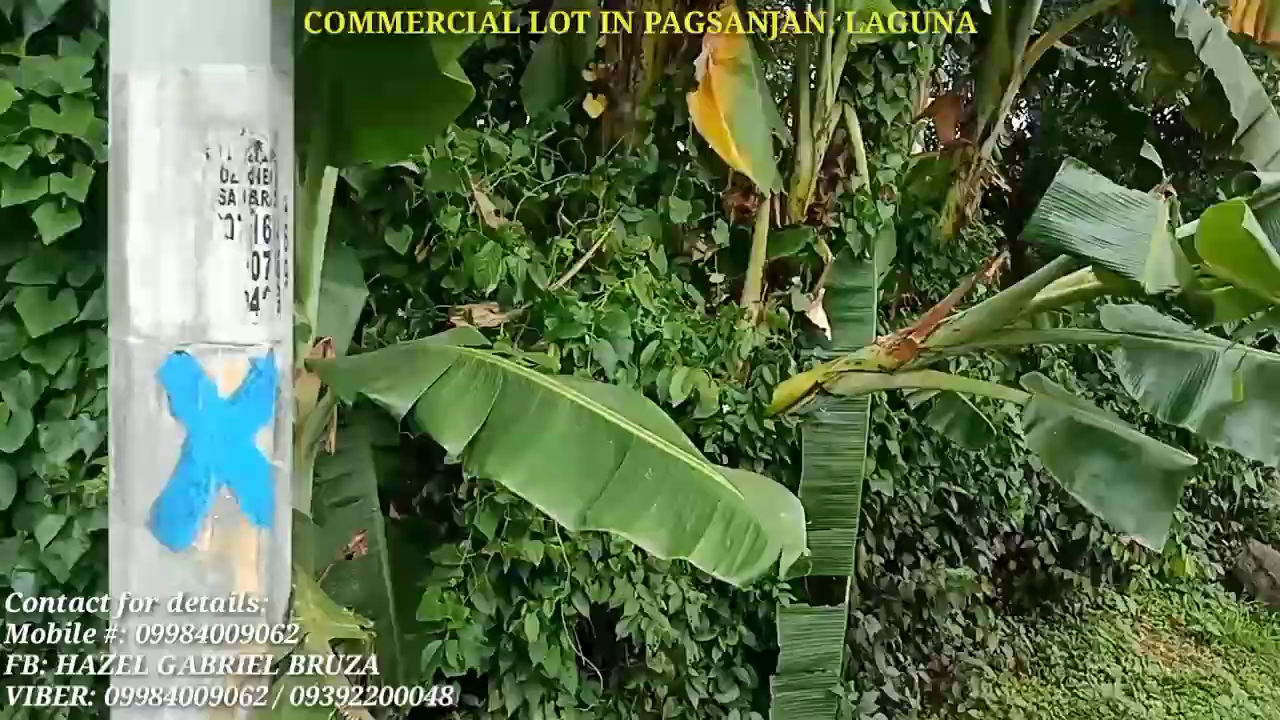 COMMERCIAL LOT IN PAGSANJAN, LAGUNA
X
Contact for details:
Mobile #: 09984009062
FB: HAZEL GABRIEL BRUZA
VIBER: 09984009062 / 09392200048